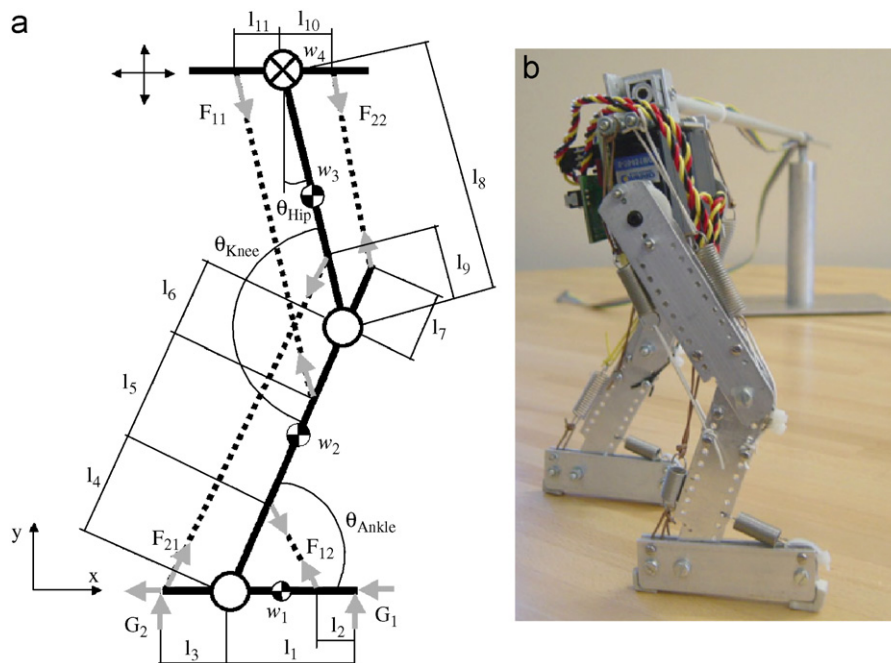 a
b
l₁₁
l₁₀
w₄
F₁₁
F₂₂
w₃
l₈
θHip
θKnee
l₉
l₆
l₇
l₅
w₂
l₄
θAnkle
y
F₂₁
F₁₂
x
w₁
G₂
G₁
l₂
l₃
l₁